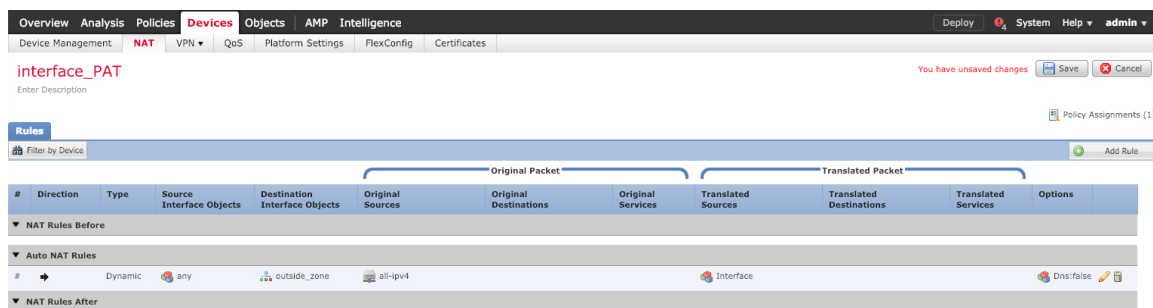 Overview Analysis Policies Devices Objects AMP Intelligence Deploy 4 System Help admin
Device Management NAT VPN QoS Platform Settings FlexConfig Certificates
interface_PAT You have unsaved changes Save Cancel
Enter Description
Policy Assignments (1)
Rules
Filter by Device Add Rule
Original Packet Translated Packet
# Direction Type Source Interface Objects Destination Interface Objects Original Sources Original Destinations Original Services Translated Sources Translated Destinations Translated Services Options
NAT Rules Before
Auto NAT Rules
# Dynamic any outside_zone all-ipv4 Interface Dns:false
NAT Rules After